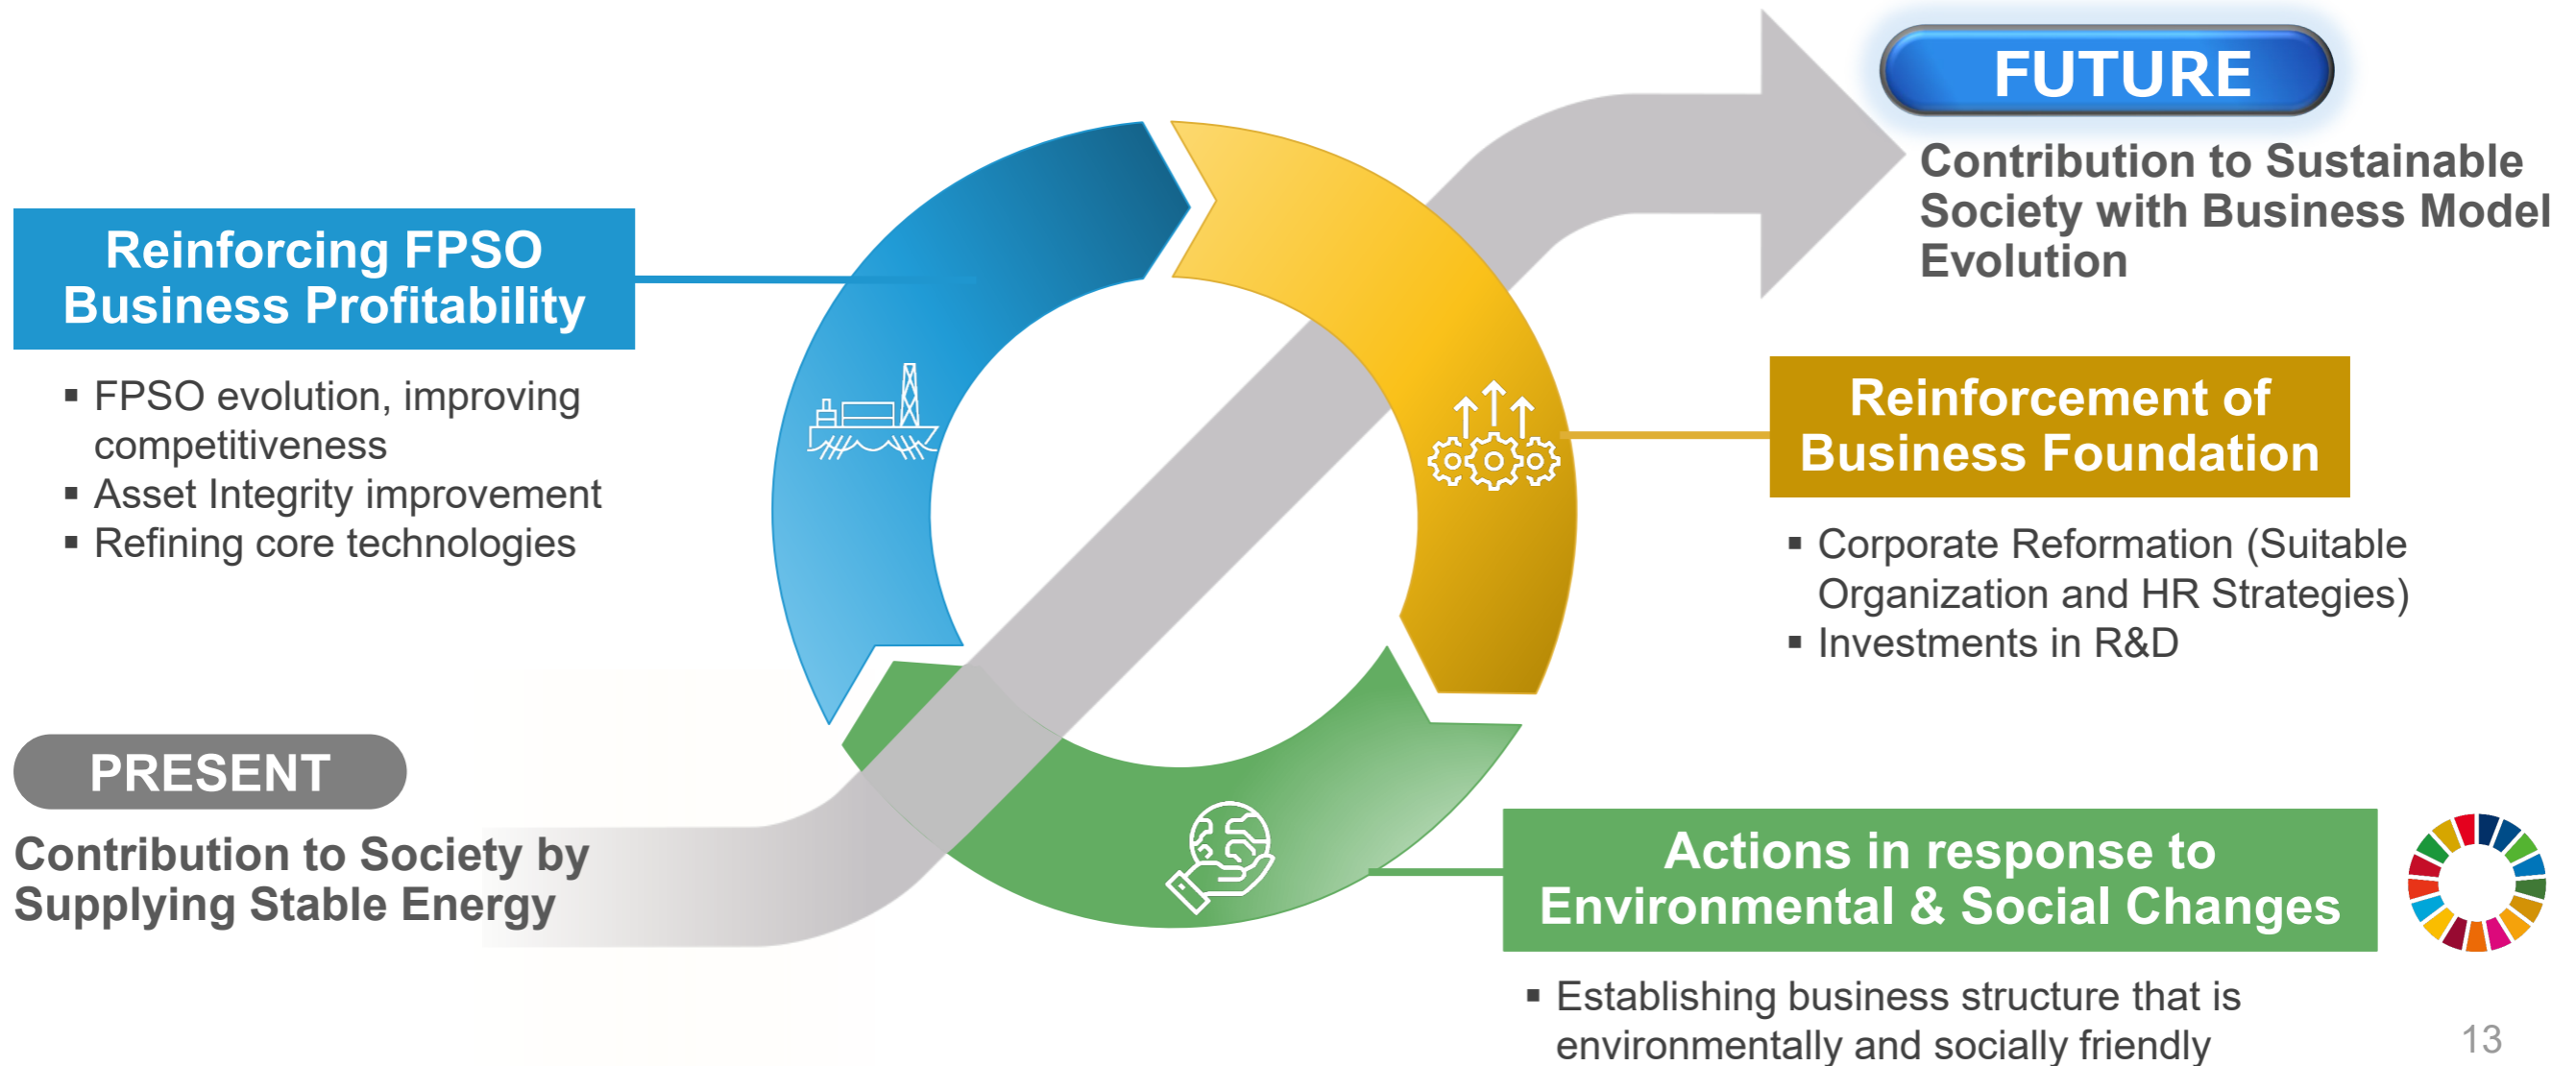 FUTURE
Contribution to Sustainable
Society with Business Model
Evolution
Reinforcing FPSO
Business Profitability
▪ FPSO evolution, improving
competitiveness
▪ Asset Integrity improvement
▪ Refining core technologies
Reinforcement of
Business Foundation
▪ Corporate Reformation (Suitable
Organization and HR Strategies)
▪ Investments in R&D
PRESENT
Contribution to Society by
Supplying Stable Energy
Actions in response to
Environmental & Social Changes
▪ Establishing business structure that is
environmentally and socially friendly
13